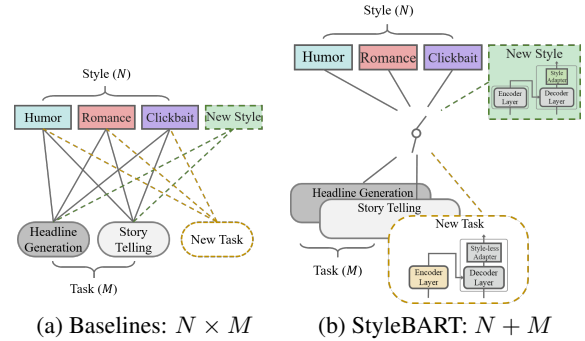 Style (N)
Humor
Romance
Clickbait
New Style
Headline
Generation
Story
Telling
New Task
Task (M)
(a) Baselines: N × M
Style (N)
Humor
Romance
Clickbait
New Style
Style
Adapter
Encoder
Layer
Decoder
Layer
Headline Generation
Story Telling
New Task
Style-less
Adapter
Encoder
Layer
Decoder
Layer
Task (M)
(b) StyleBART: N + M